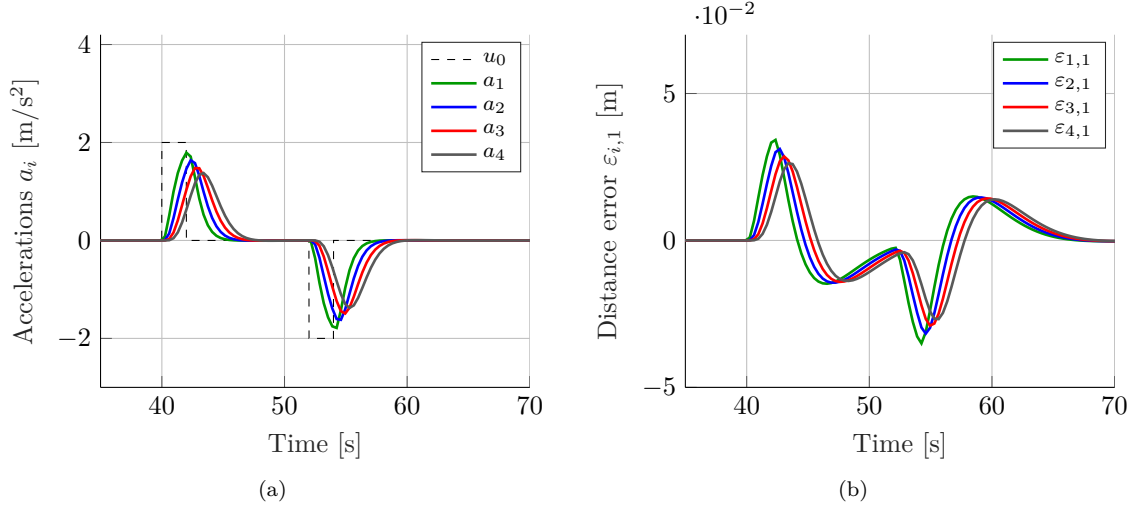 4
2
0
−2
40
50
60
70
Accelerations aᵢ [m/s²]
Time [s]
u₀
a₁
a₂
a₃
a₄
(a)
·10⁻²
5
0
−5
40
50
60
70
Distance error εᵢ,₁ [m]
Time [s]
ε₁,₁
ε₂,₁
ε₃,₁
ε₄,₁
(b)